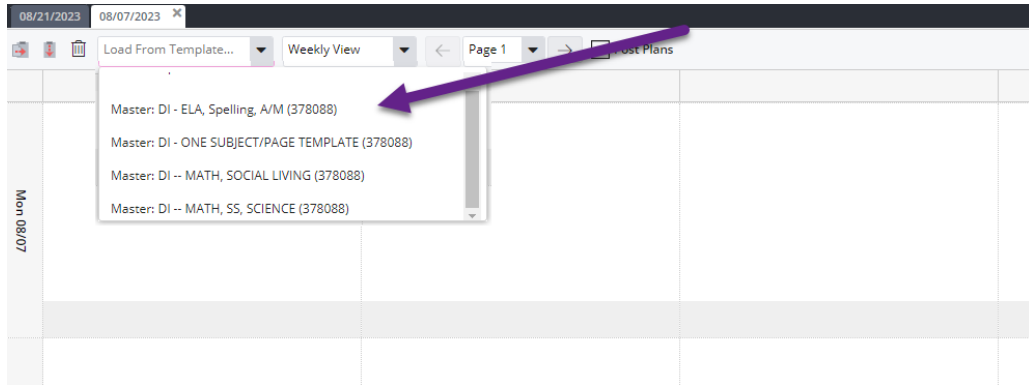 08/21/2023 08/07/2023
Load From Template... Weekly View Page 1 Post Plans
Master: DI - ELA, Spelling, A/M (378088)
Master: DI - ONE SUBJECT/PAGE TEMPLATE (378088)
Master: DI -- MATH, SOCIAL LIVING (378088)
Master: DI -- MATH, SS, SCIENCE (378088)
Mon 08/07